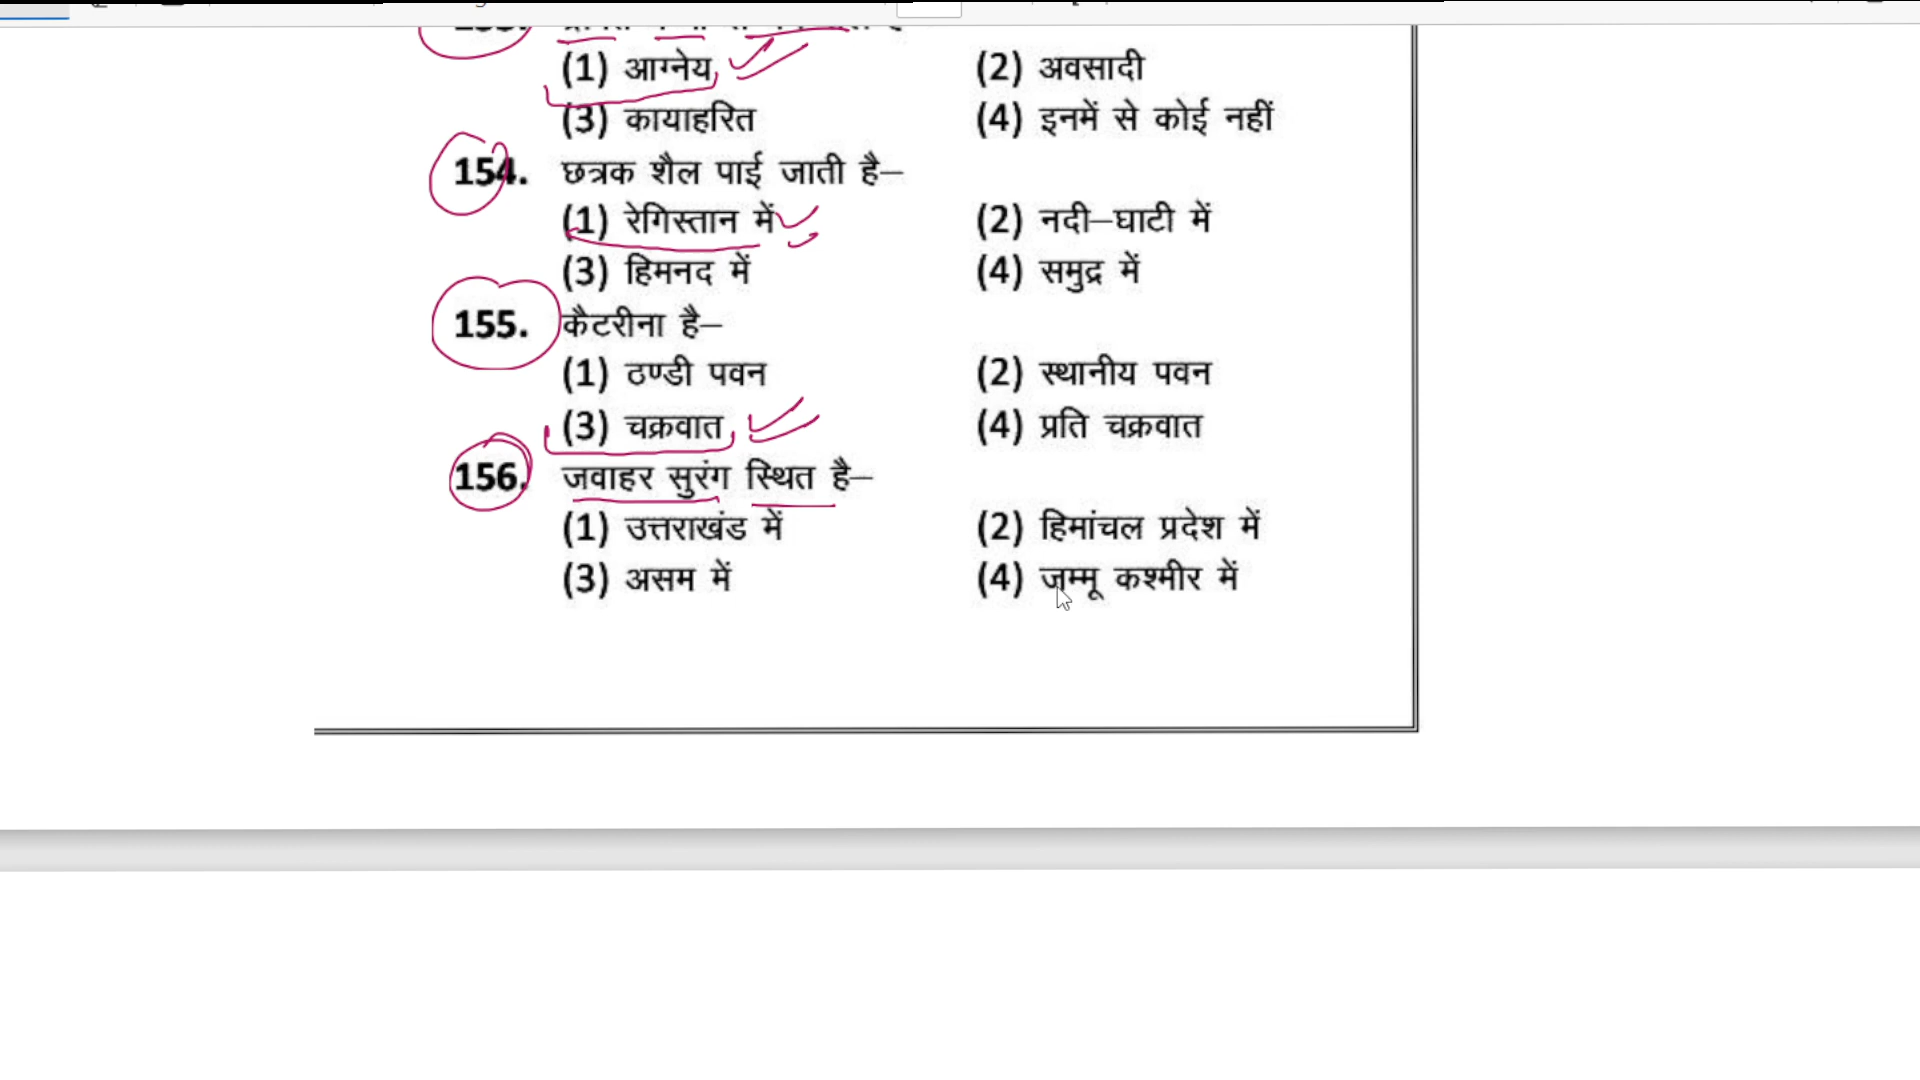 (1) आग्नेय (2) अवसादी
(3) कायाहरित (4) इनमें से कोई नहीं
154. छत्रक शैल पाई जाती है–
(1) रेगिस्तान में (2) नदी–घाटी में
(3) हिमनद में (4) समुद्र में
155. कैटरीना है–
(1) ठण्डी पवन (2) स्थानीय पवन
(3) चक्रवात (4) प्रति चक्रवात
156. जवाहर सुरंग स्थित है–
(1) उत्तराखंड में (2) हिमांचल प्रदेश में
(3) असम में (4) जम्मू कश्मीर में